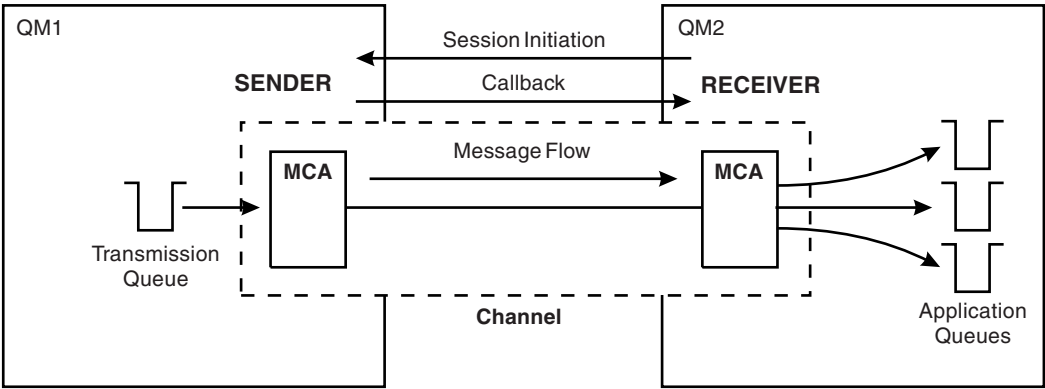 QM1
QM2
Session Initiation
SENDER
Callback
RECEIVER
Message Flow
MCA
MCA
Transmission
Queue
Channel
Application
Queues